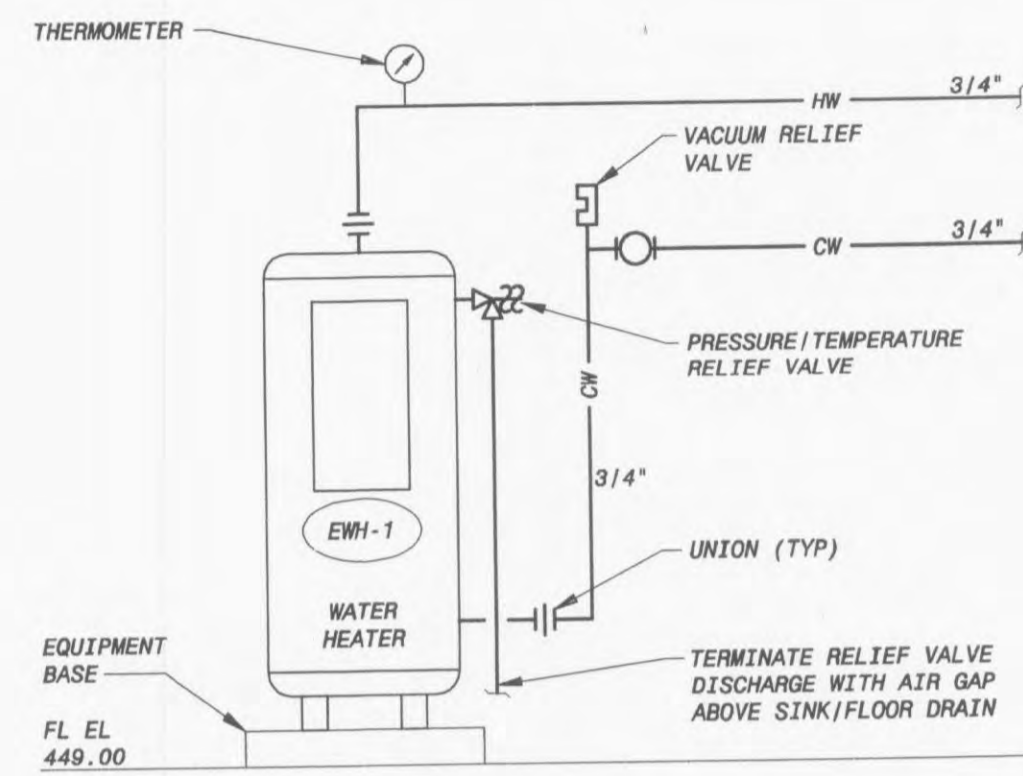 THERMOMETER
3/4"
HW
VACUUM RELIEF
VALVE
3/4"
CW
PRESSURE/TEMPERATURE
RELIEF VALVE
CW
3/4"
EWH-1
UNION (TYP)
WATER
HEATER
EQUIPMENT
BASE
TERMINATE RELIEF VALVE
DISCHARGE WITH AIR GAP
ABOVE SINK/FLOOR DRAIN
FL EL
449.00